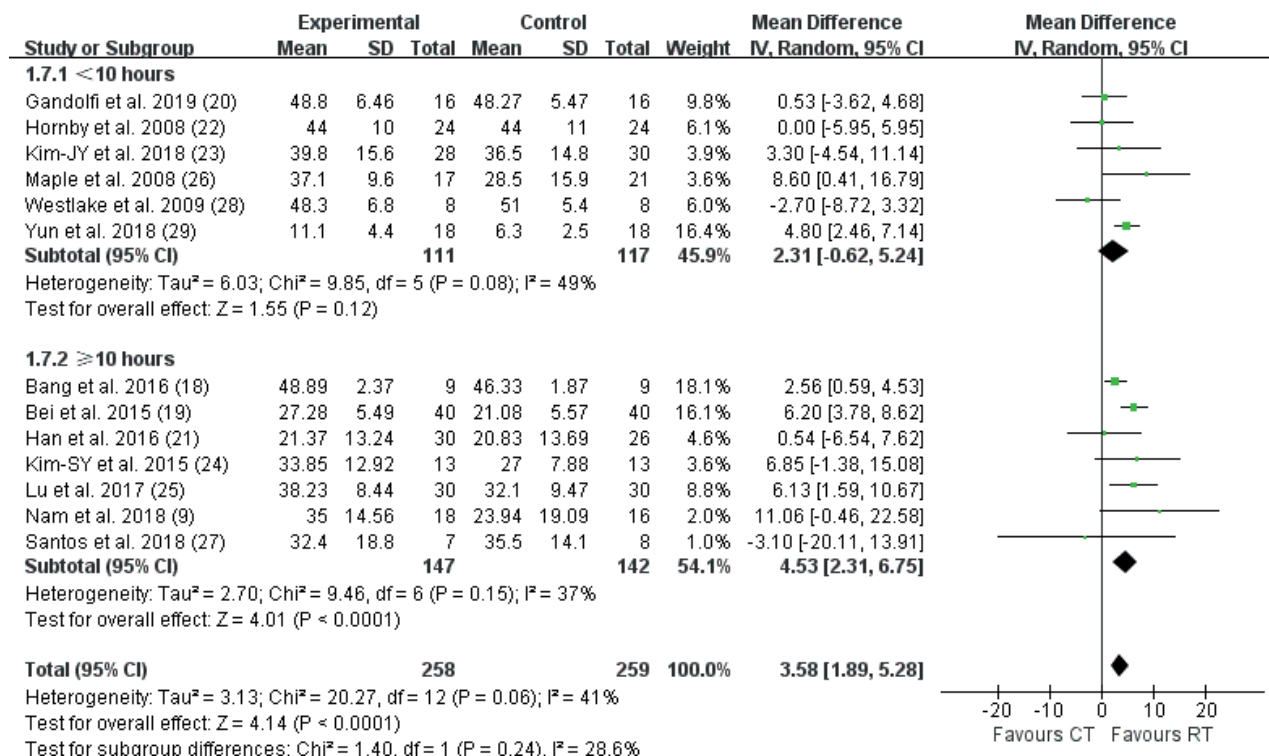 Experimental Control Mean Difference Mean Difference
Study or Subgroup Mean SD Total Mean SD Total Weight IV, Random, 95% CI IV, Random, 95% CI
1.7.1 <10 hours
Gandolfi et al. 2019 (20) 48.8 6.46 16 48.27 5.47 16 9.8% 0.53 [-3.62, 4.68]
Hornby et al. 2008 (22) 44 10 24 44 11 24 6.1% 0.00 [-5.95, 5.95]
Kim-JY et al. 2018 (23) 39.8 15.6 28 36.5 14.8 30 3.9% 3.30 [-4.54, 11.14]
Maple et al. 2008 (26) 37.1 9.6 17 28.5 15.9 21 3.6% 8.60 [0.41, 16.79]
Westlake et al. 2009 (28) 48.3 6.8 8 51 5.4 8 6.0% -2.70 [-8.72, 3.32]
Yun et al. 2018 (29) 11.1 4.4 18 6.3 2.5 18 16.4% 4.80 [2.46, 7.14]
Subtotal (95% CI) 111 117 45.9% 2.31 [-0.62, 5.24]
Heterogeneity: Tau² = 6.03; Chi² = 9.85, df = 5 (P = 0.08); I² = 49%
Test for overall effect: Z = 1.55 (P = 0.12)
1.7.2 ≥10 hours
Bang et al. 2016 (18) 48.89 2.37 9 46.33 1.87 9 18.1% 2.56 [0.59, 4.53]
Bei et al. 2015 (19) 27.28 5.49 40 21.08 5.57 40 16.1% 6.20 [3.78, 8.62]
Han et al. 2016 (21) 21.37 13.24 30 20.83 13.69 26 4.6% 0.54 [-6.54, 7.62]
Kim-SY et al. 2015 (24) 33.85 12.92 13 27 7.88 13 3.6% 6.85 [-1.38, 15.08]
Lu et al. 2017 (25) 38.23 8.44 30 32.1 9.47 30 8.8% 6.13 [1.59, 10.67]
Nam et al. 2018 (9) 35 14.56 18 23.94 19.09 16 2.0% 11.06 [-0.46, 22.58]
Santos et al. 2018 (27) 32.4 18.8 7 35.5 14.1 8 1.0% -3.10 [-20.11, 13.91]
Subtotal (95% CI) 147 142 54.1% 4.53 [2.31, 6.75]
Heterogeneity: Tau² = 2.70; Chi² = 9.46, df = 6 (P = 0.15); I² = 37%
Test for overall effect: Z = 4.01 (P < 0.0001)
Total (95% CI) 258 259 100.0% 3.58 [1.89, 5.28]
Heterogeneity: Tau² = 3.13; Chi² = 20.27, df = 12 (P = 0.06); I² = 41%
Test for overall effect: Z = 4.14 (P < 0.0001)
Test for subgroup differences: Chi² = 1.40, df = 1 (P = 0.24), I² = 28.6%
-20 -10 0 10 20
Favours CT Favours RT